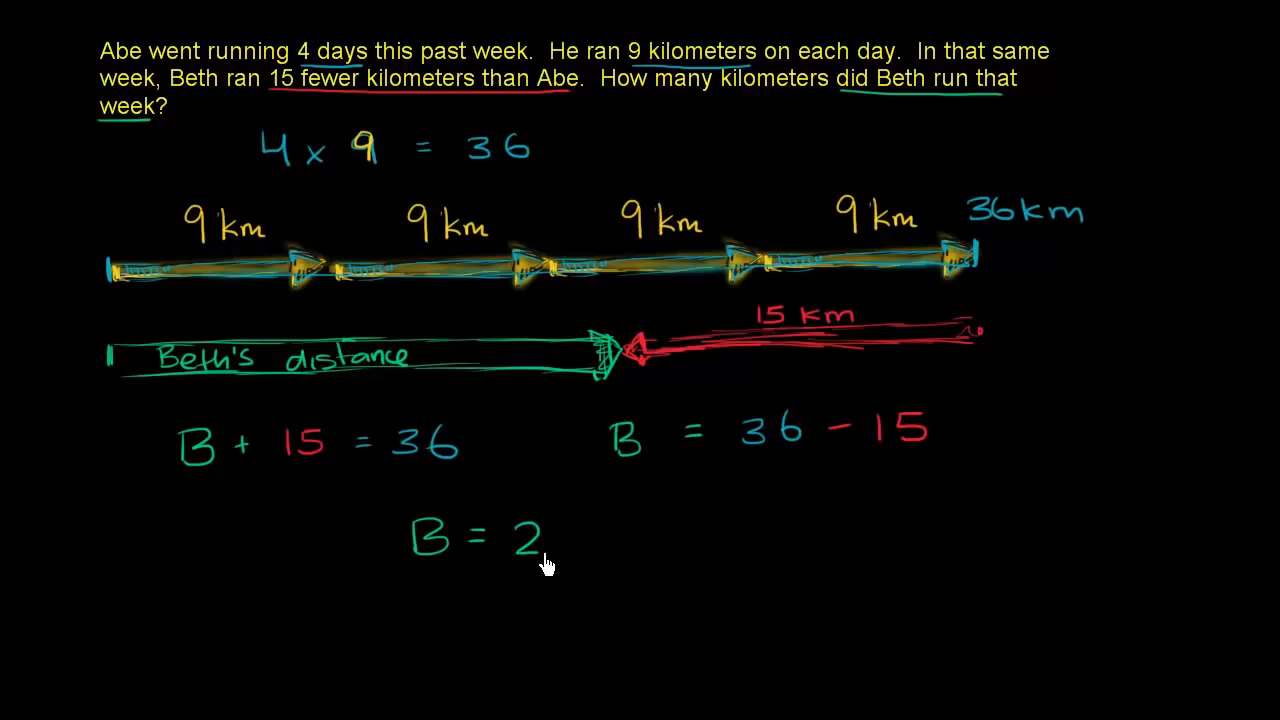 Abe went running 4 days this past week. He ran 9 kilometers on each day. In that same
week, Beth ran 15 fewer kilometers than Abe. How many kilometers did Beth run that
week?
4 x 9 = 36
9 km 9 km 9 km 9 km 36 km
15 km
Beth's distance
B + 15 = 36 B = 36 - 15
B = 2